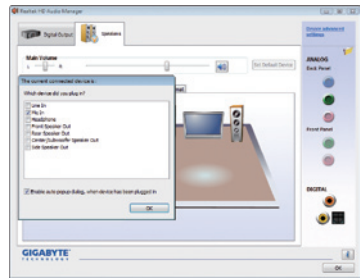 Realtek HD Audio Manager
Digital Output
Speakers
Device advanced settings
Main Volume
L
R
Set Default Device
ANALOG
Back Panel
The current connected device is :
Which device did you plug in?
Line In
Mic In
Headphone
Front Speaker Out
Rear Speaker Out
Center/Subwoofer Speaker Out
Side Speaker Out
Enable auto popup dialog, when device has been plugged in
OK
Front Panel
DIGITAL
GIGABYTE
TECHNOLOGY
OK